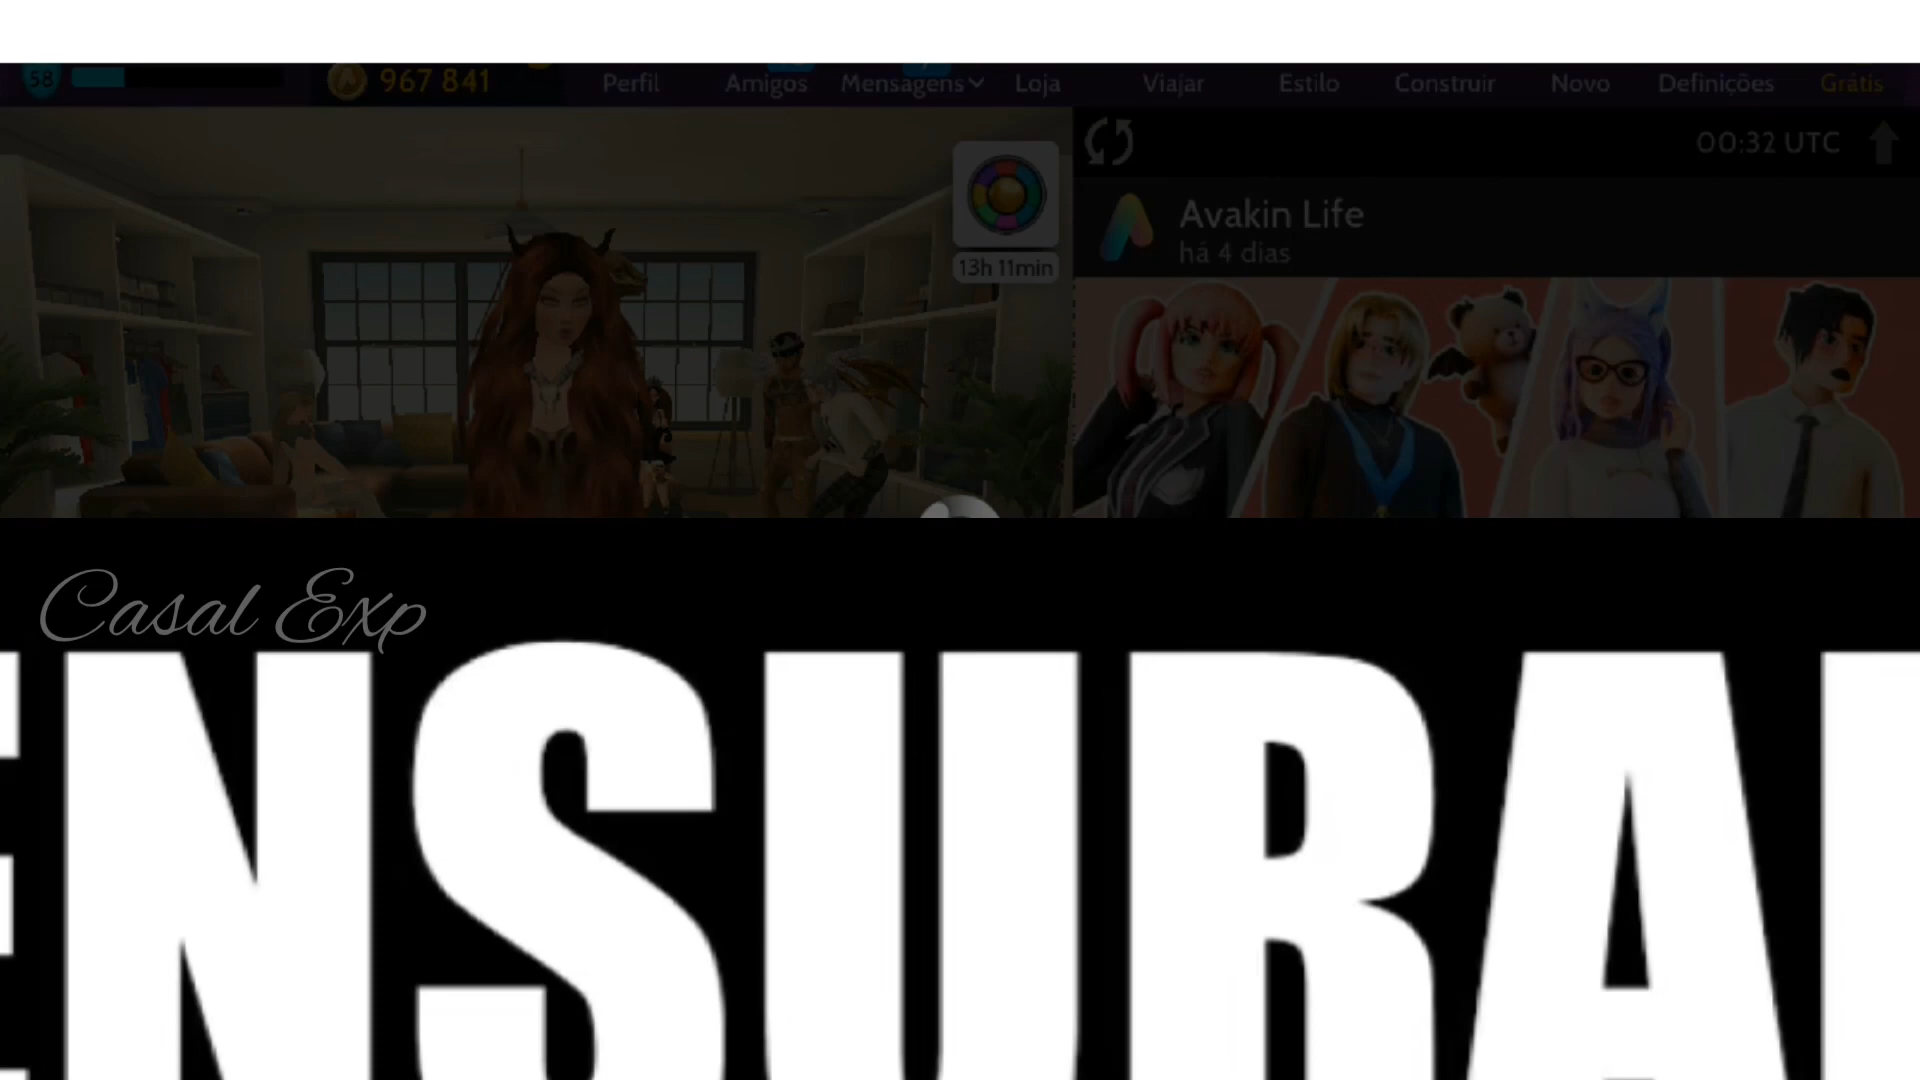 58 967 841 Perfil Amigos Mensagens Loja Viajar Estilo Construir Novo Definições Grátis
00:32 UTC
Avakin Life
há 4 dias
13h 11min
Casal Exp
ENSURA